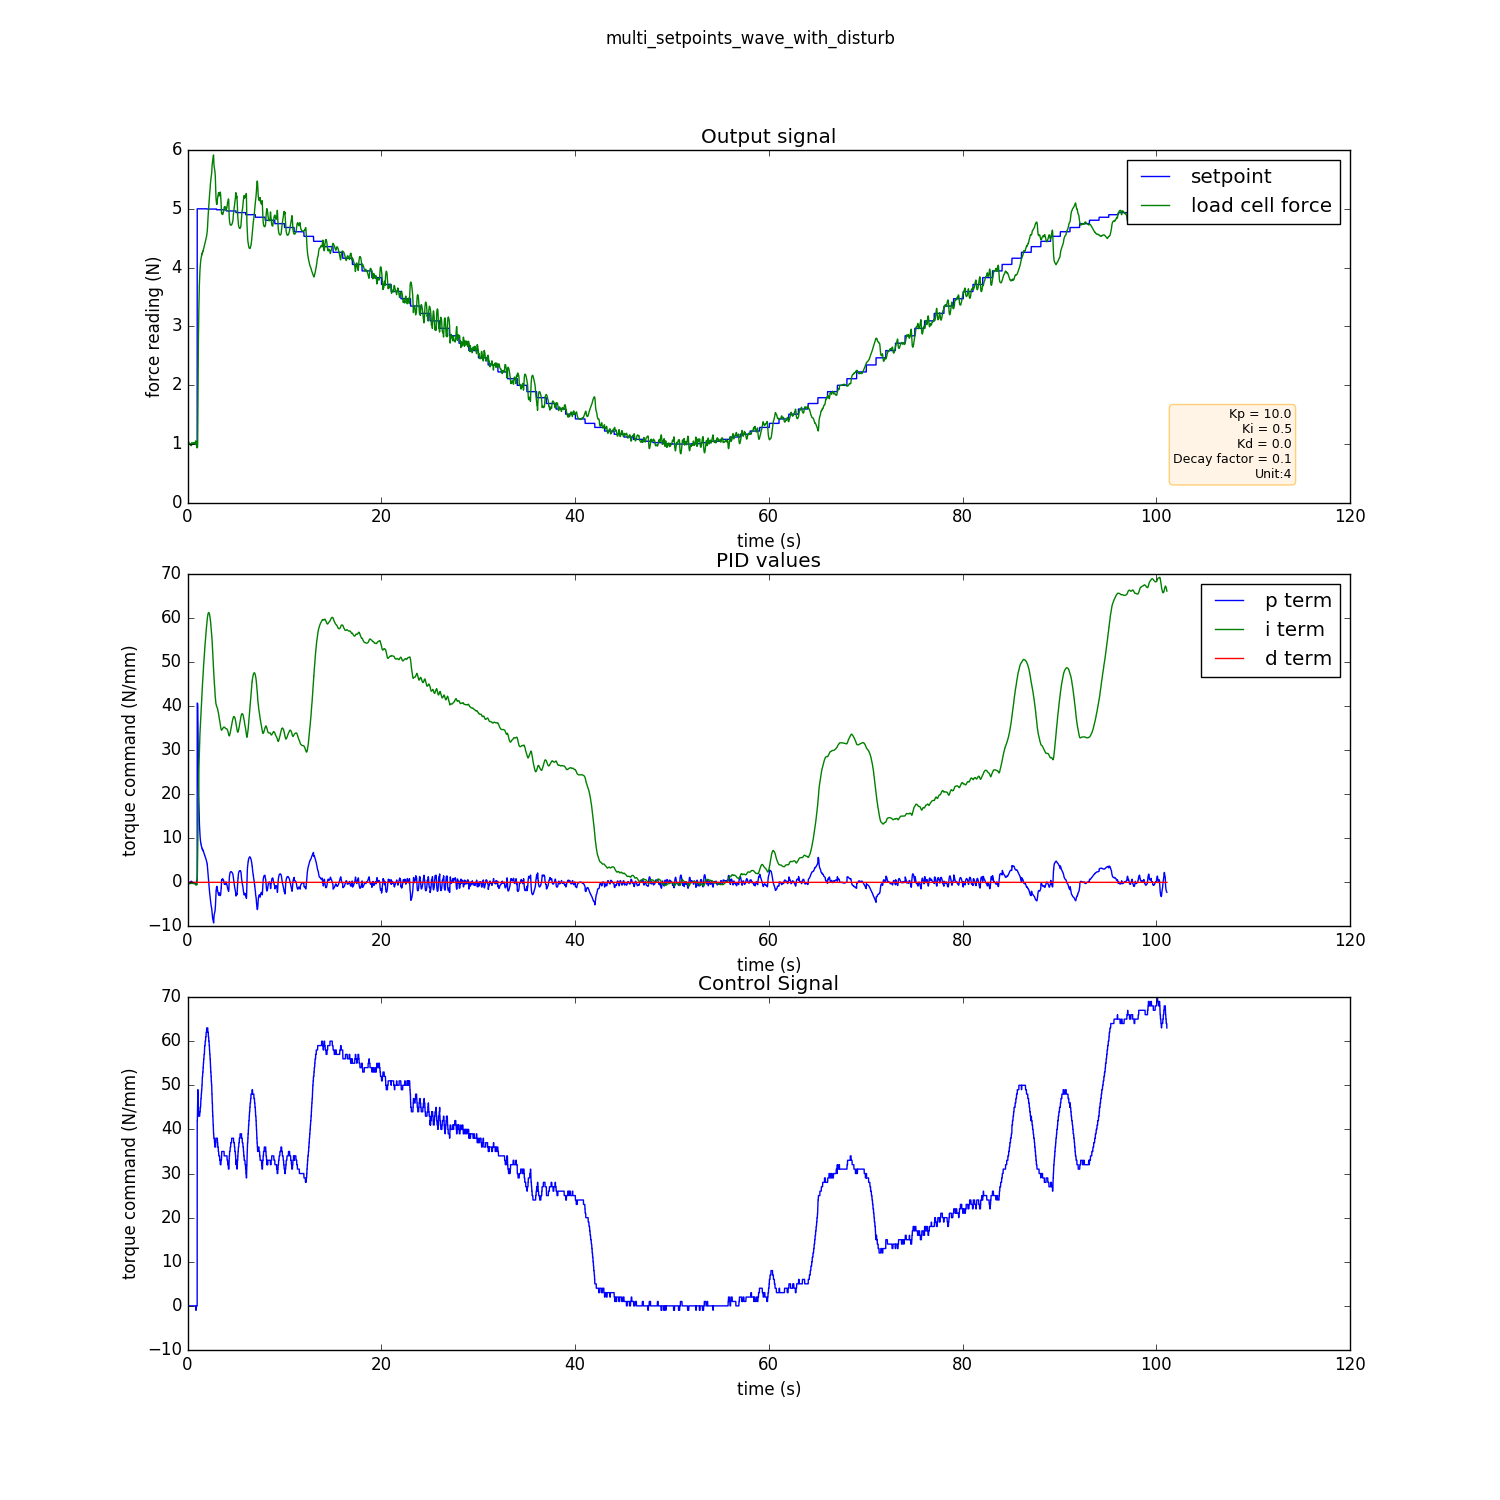 multi_setpoints_wave_with_disturb
Output signal
6
5
4
3
2
1
0
force reading (N)
setpoint
load cell force
Kp = 10.0
Ki = 0.5
Kd = 0.0
Decay factor = 0.1
Unit:4
0 20 40 60 80 100 120
time (s)
PID values
70
60
50
40
30
20
10
0
−10
torque command (N/mm)
p term
i term
d term
0 20 40 60 80 100 120
time (s)
Control Signal
70
60
50
40
30
20
10
0
−10
torque command (N/mm)
0 20 40 60 80 100 120
time (s)